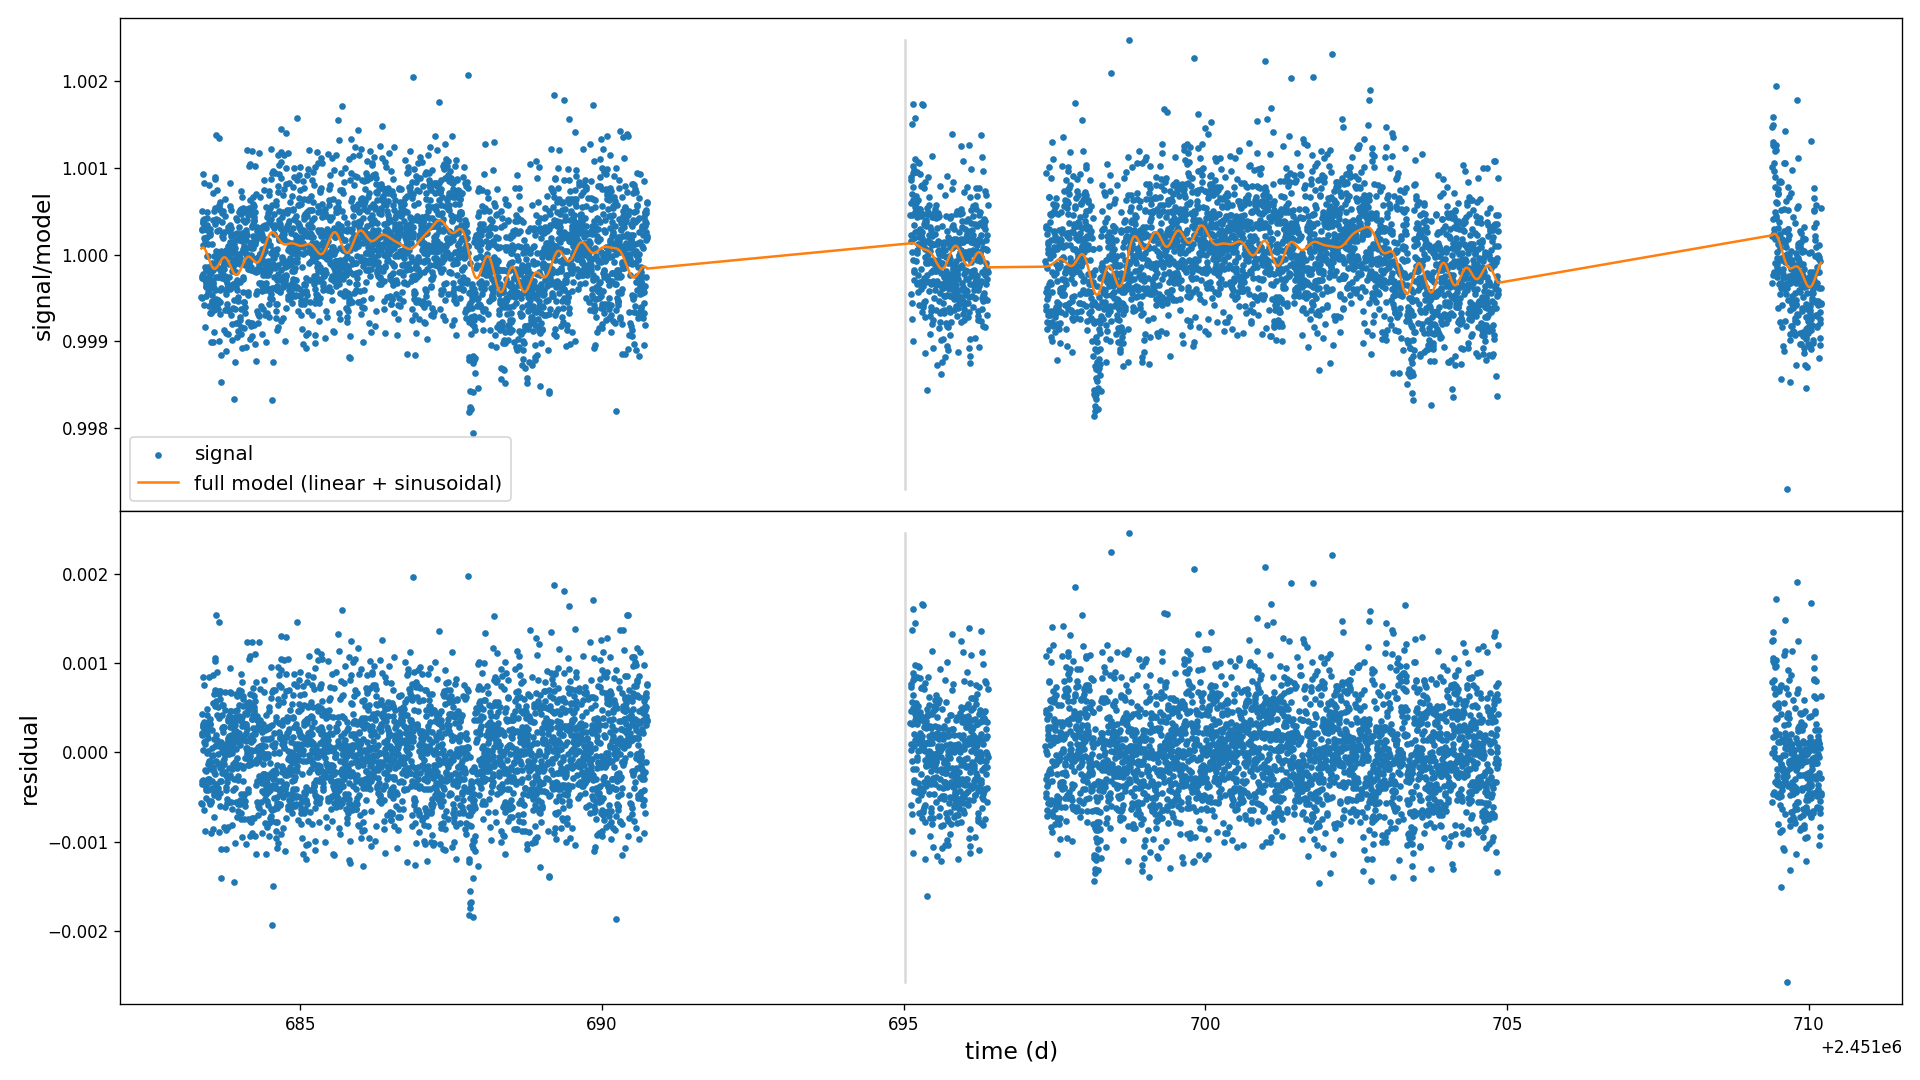 signal/model
1.002
1.001
1.000
0.999
0.998
signal
full model (linear + sinusoidal)
residual
0.002
0.001
0.000
−0.001
−0.002
685
690
695
700
705
710
time (d)
+2.451e6